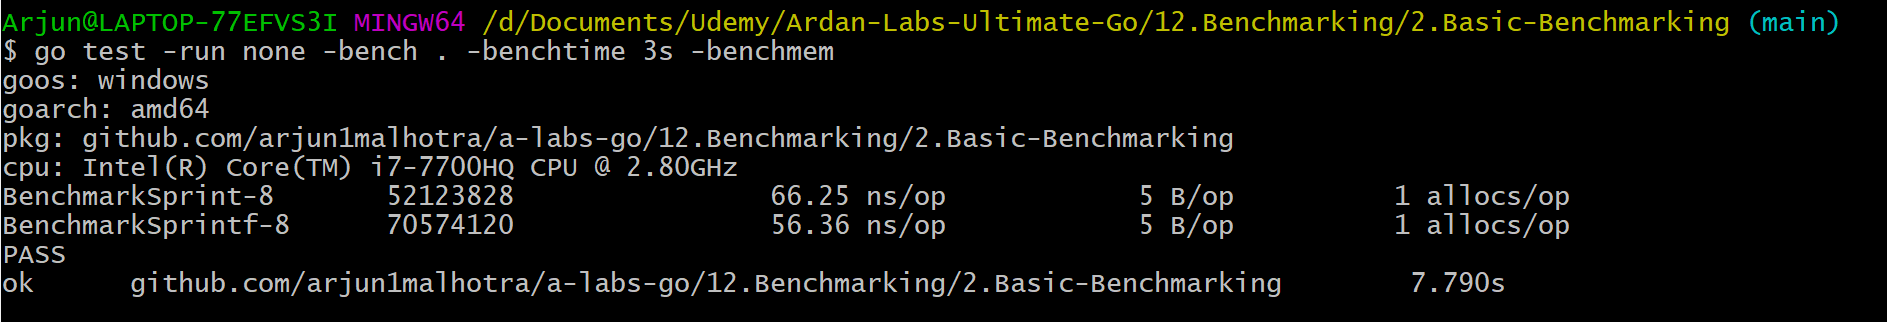 Arjun@LAPTOP-77EFVS3I MINGW64 /d/Documents/Udemy/Ardan-Labs-Ultimate-Go/12.Benchmarking/2.Basic-Benchmarking (main)
$ go test -run none -bench . -benchtime 3s -benchmem
goos: windows
goarch: amd64
pkg: github.com/arjun1malhotra/a-labs-go/12.Benchmarking/2.Basic-Benchmarking
cpu: Intel(R) Core(TM) i7-7700HQ CPU @ 2.80GHz
BenchmarkSprint-8 52123828 66.25 ns/op 5 B/op 1 allocs/op
BenchmarkSprintf-8 70574120 56.36 ns/op 5 B/op 1 allocs/op
PASS
ok github.com/arjun1malhotra/a-labs-go/12.Benchmarking/2.Basic-Benchmarking 7.790s